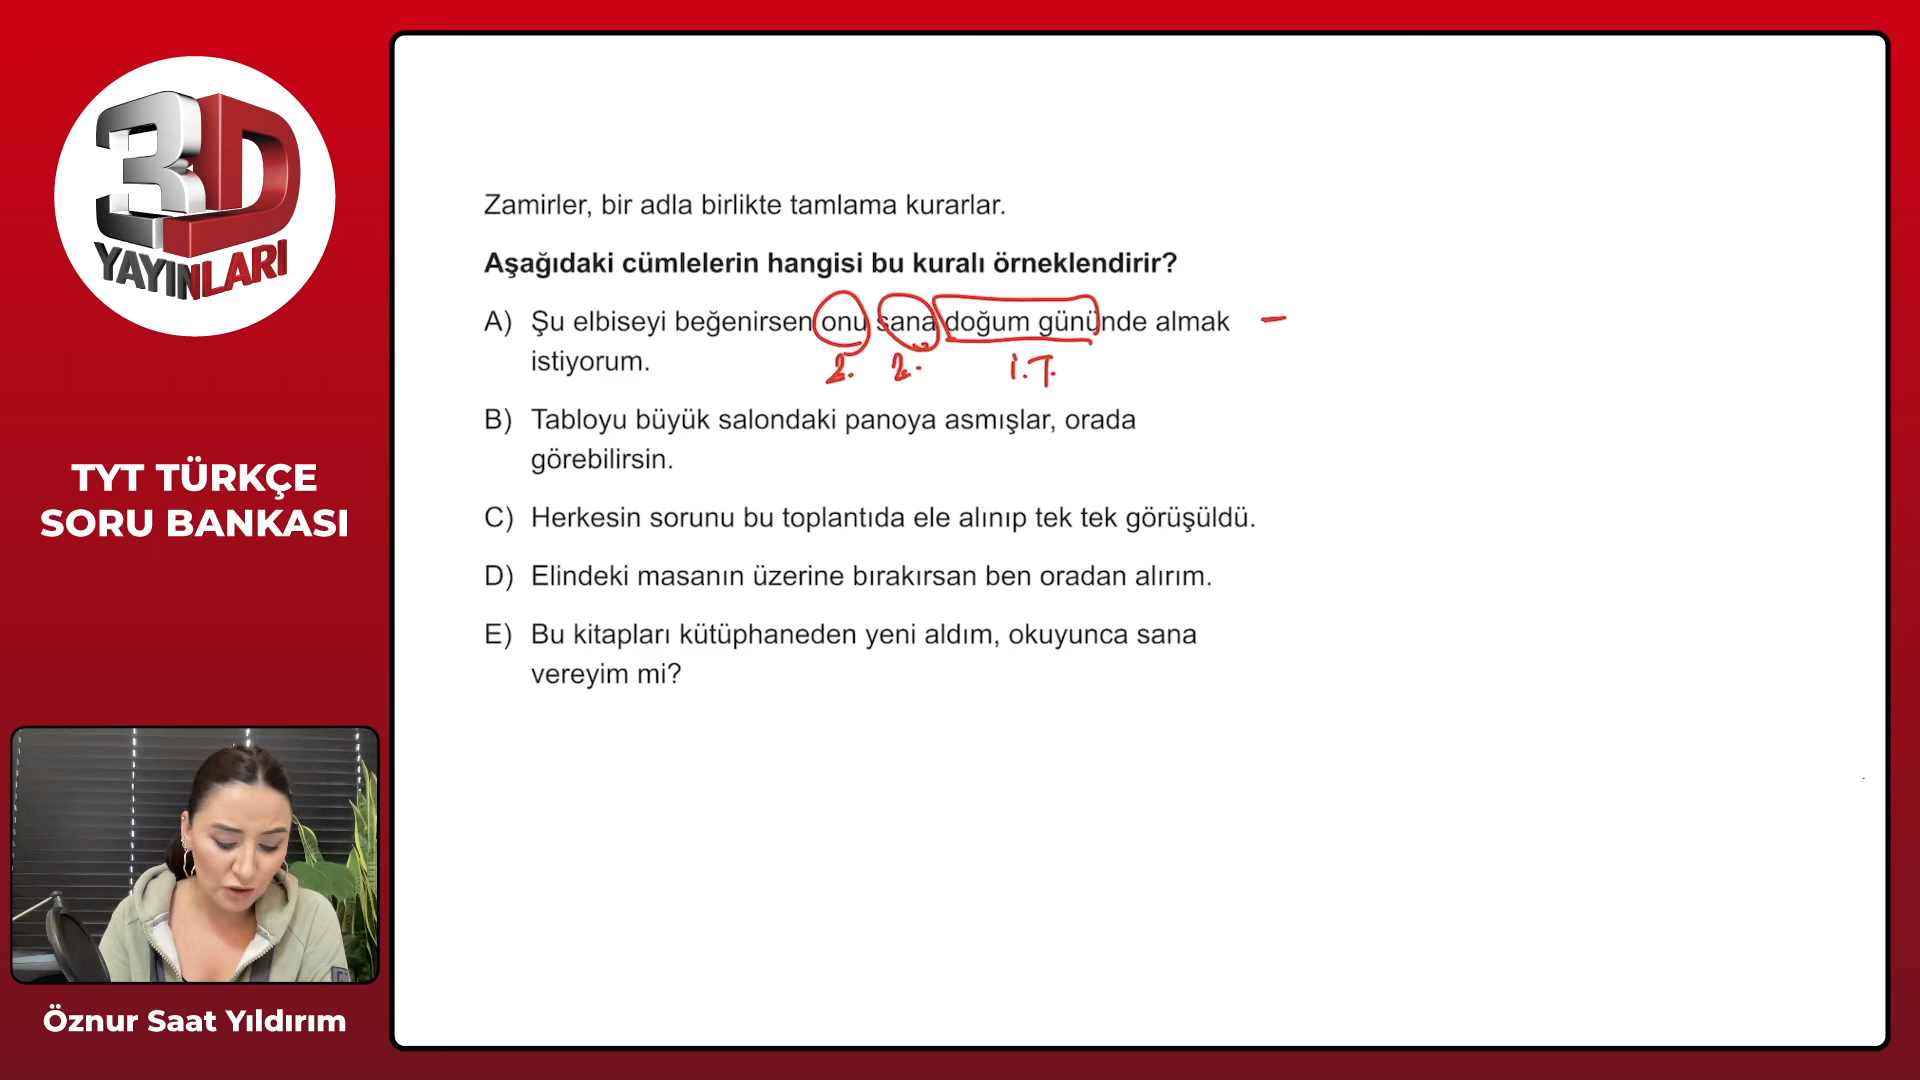 3D
YAYINLARI
TYT TÜRKÇE
SORU BANKASI
Öznur Saat Yıldırım
Zamirler, bir adla birlikte tamlama kurarlar.
Aşağıdaki cümlelerin hangisi bu kuralı örneklendirir?
A) Şu elbiseyi beğenirsen onu sana doğum gününde almak
istiyorum.
2. 2. i.T.
B) Tabloyu büyük salondaki panoya asmışlar, orada
görebilirsin.
C) Herkesin sorunu bu toplantıda ele alınıp tek tek görüşüldü.
D) Elindeki masanın üzerine bırakırsan ben oradan alırım.
E) Bu kitapları kütüphaneden yeni aldım, okuyunca sana
vereyim mi?